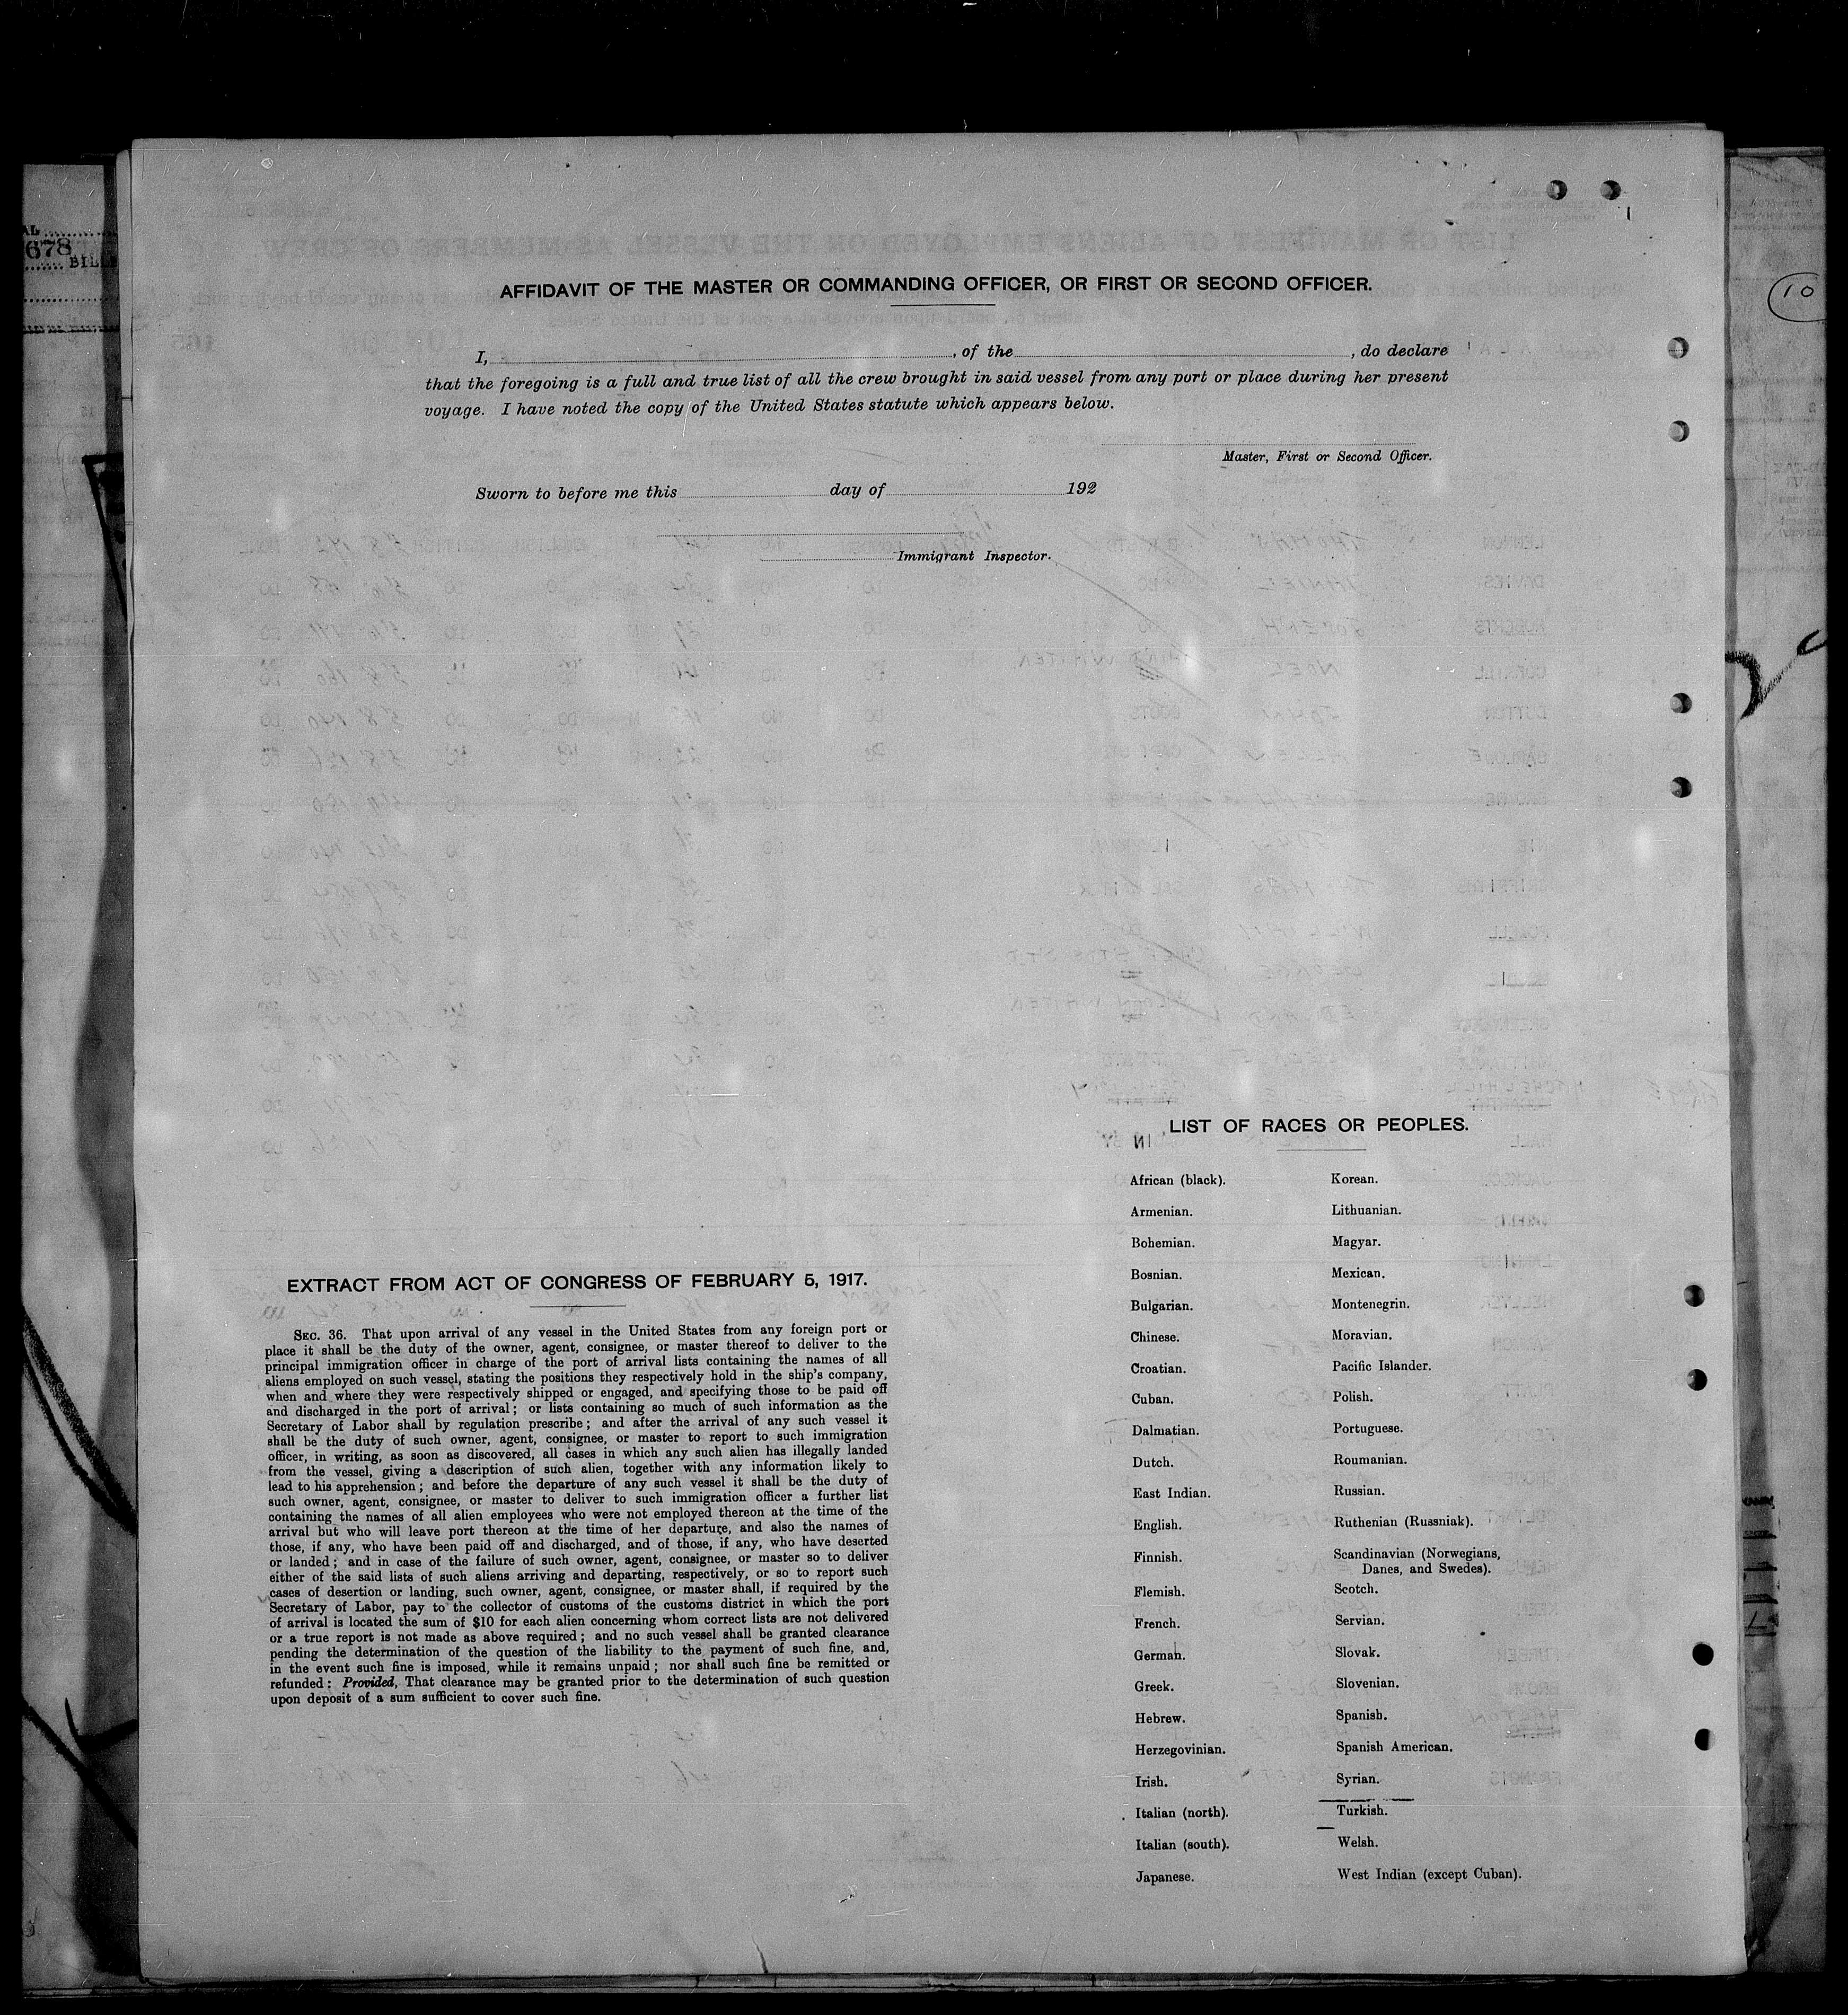 AL
678
BILL
10
AFFIDAVIT OF THE MASTER OR COMMANDING OFFICER, OR FIRST OR SECOND OFFICER.
I, , of the , do declare
that the foregoing is a full and true list of all the crew brought in said vessel from any port or place during her present
voyage. I have noted the copy of the United States statute which appears below.
Master, First or Second Officer.
Sworn to before me this day of 192
Immigrant Inspector.
EXTRACT FROM ACT OF CONGRESS OF FEBRUARY 5, 1917.
SEC. 36. That upon arrival of any vessel in the United States from any foreign port or
place it shall be the duty of the owner, agent, consignee, or master thereof to deliver to the
principal immigration officer in charge of the port of arrival lists containing the names of all
aliens employed on such vessel, stating the positions they respectively hold in the ship's company,
when and where they were respectively shipped or engaged, and specifying those to be paid off
and discharged in the port of arrival; or lists containing so much of such information as the
Secretary of Labor shall by regulation prescribe; and after the arrival of any such vessel it
shall be the duty of such owner, agent, consignee, or master to report to such immigration
officer, in writing, as soon as discovered, all cases in which any such alien has illegally landed
from the vessel, giving a description of such alien, together with any information likely to
lead to his apprehension; and before the departure of any such vessel it shall be the duty of
such owner, agent, consignee, or master to deliver to such immigration officer a further list
containing the names of all alien employees who were not employed thereon at the time of the
arrival but who will leave port thereon at the time of her departure, and also the names of
those, if any, who have been paid off and discharged, and of those, if any, who have deserted
or landed; and in case of the failure of such owner, agent, consignee, or master so to deliver
either of the said lists of such aliens arriving and departing, respectively, or so to report such
cases of desertion or landing, such owner, agent, consignee, or master shall, if required by the
Secretary of Labor, pay to the collector of customs of the customs district in which the port
of arrival is located the sum of $10 for each alien concerning whom correct lists are not delivered
or a true report is not made as above required; and no such vessel shall be granted clearance
pending the determination of the question of the liability to the payment of such fine, and,
in the event such fine is imposed, while it remains unpaid; nor shall such fine be remitted or
refunded: Provided, That clearance may be granted prior to the determination of such question
upon deposit of a sum sufficient to cover such fine.
LIST OF RACES OR PEOPLES.
African (black).
Armenian.
Bohemian.
Bosnian.
Bulgarian.
Chinese.
Croatian.
Cuban.
Dalmatian.
Dutch.
East Indian.
English.
Finnish.
Flemish.
French.
German.
Greek.
Hebrew.
Herzegovinian.
Irish.
Italian (north).
Italian (south).
Japanese.
Korean.
Lithuanian.
Magyar.
Mexican.
Montenegrin.
Moravian.
Pacific Islander.
Polish.
Portuguese.
Roumanian.
Russian.
Ruthenian (Russniak).
Scandinavian (Norwegians,
Danes, and Swedes).
Scotch.
Servian.
Slovak.
Slovenian.
Spanish.
Spanish American.
Syrian.
Turkish.
Welsh.
West Indian (except Cuban).